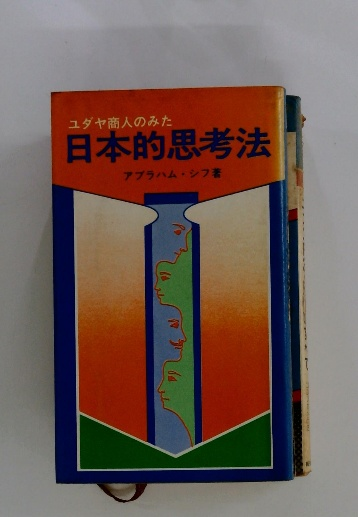 ユダヤ商人のみた
日本的思考法
アブラハム・シフ著